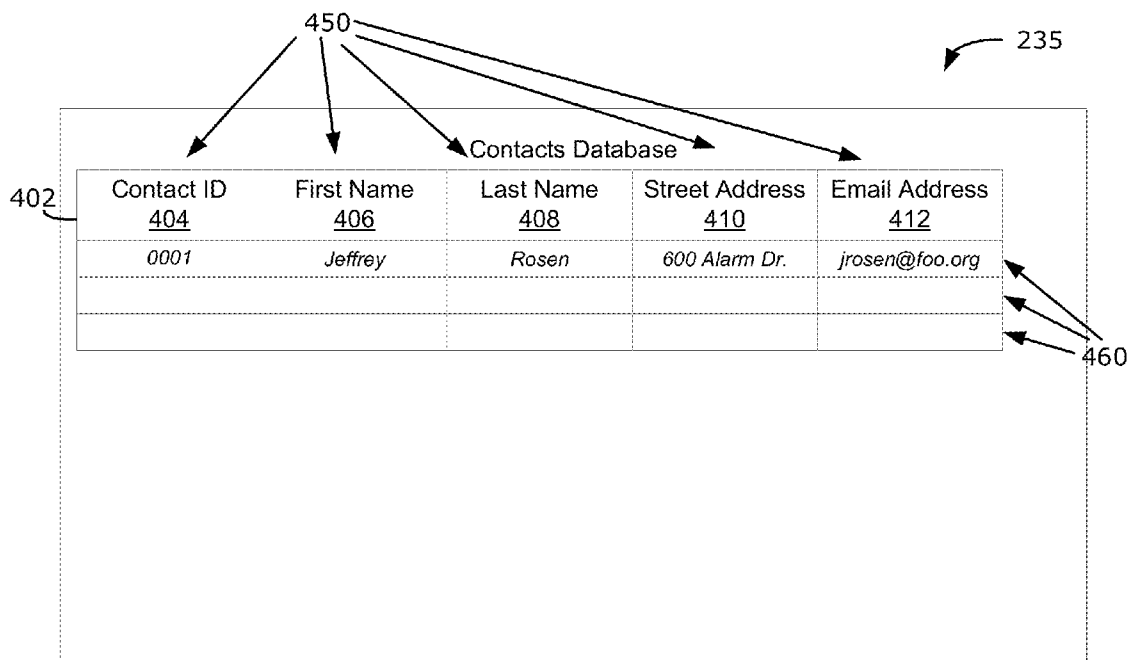 450
235
Contacts Database
402
Contact ID First Name Last Name Street Address Email Address
404 406 408 410 412
0001 Jeffrey Rosen 600 Alarm Dr. jrosen@foo.org
460